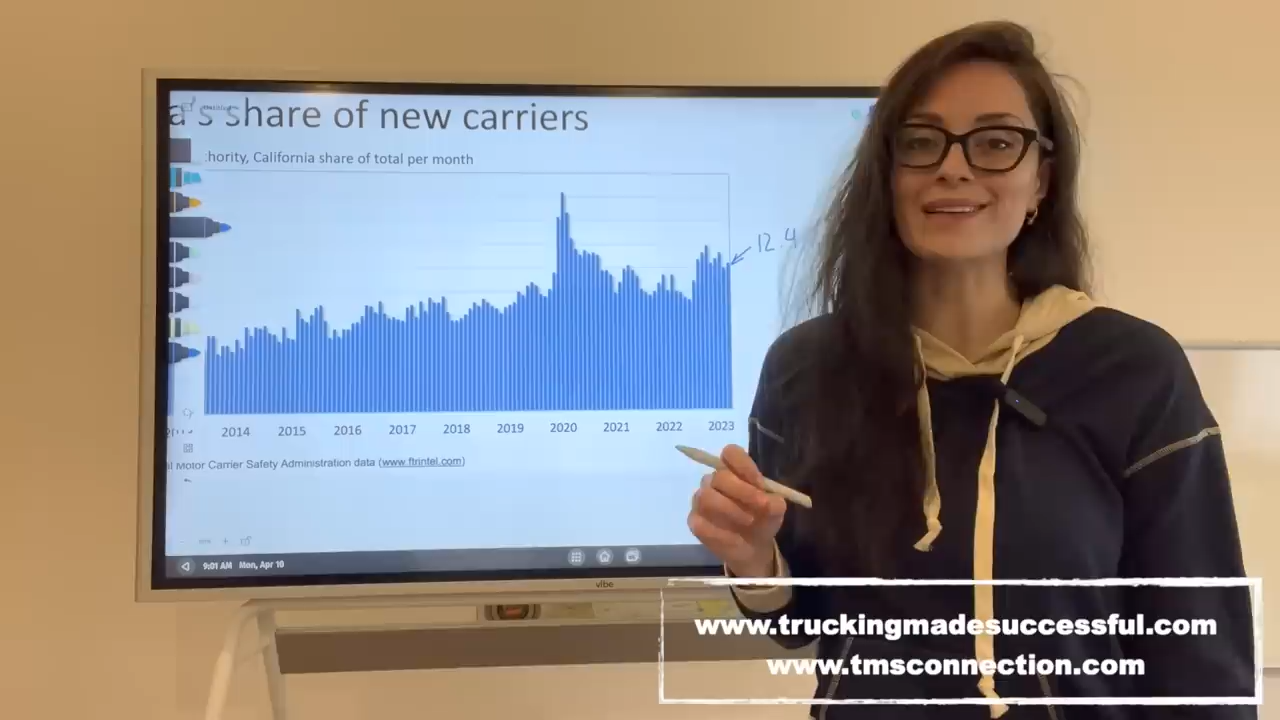 a's share of new carriers
hority, California share of total per month
12.4
2014 2015 2016 2017 2018 2019 2020 2021 2022 2023
al Motor Carrier Safety Administration data (www.ftrintel.com)
9:01 AM Mon, Apr 10
vibe
www.truckingmadesuccessful.com
www.tmsconnection.com